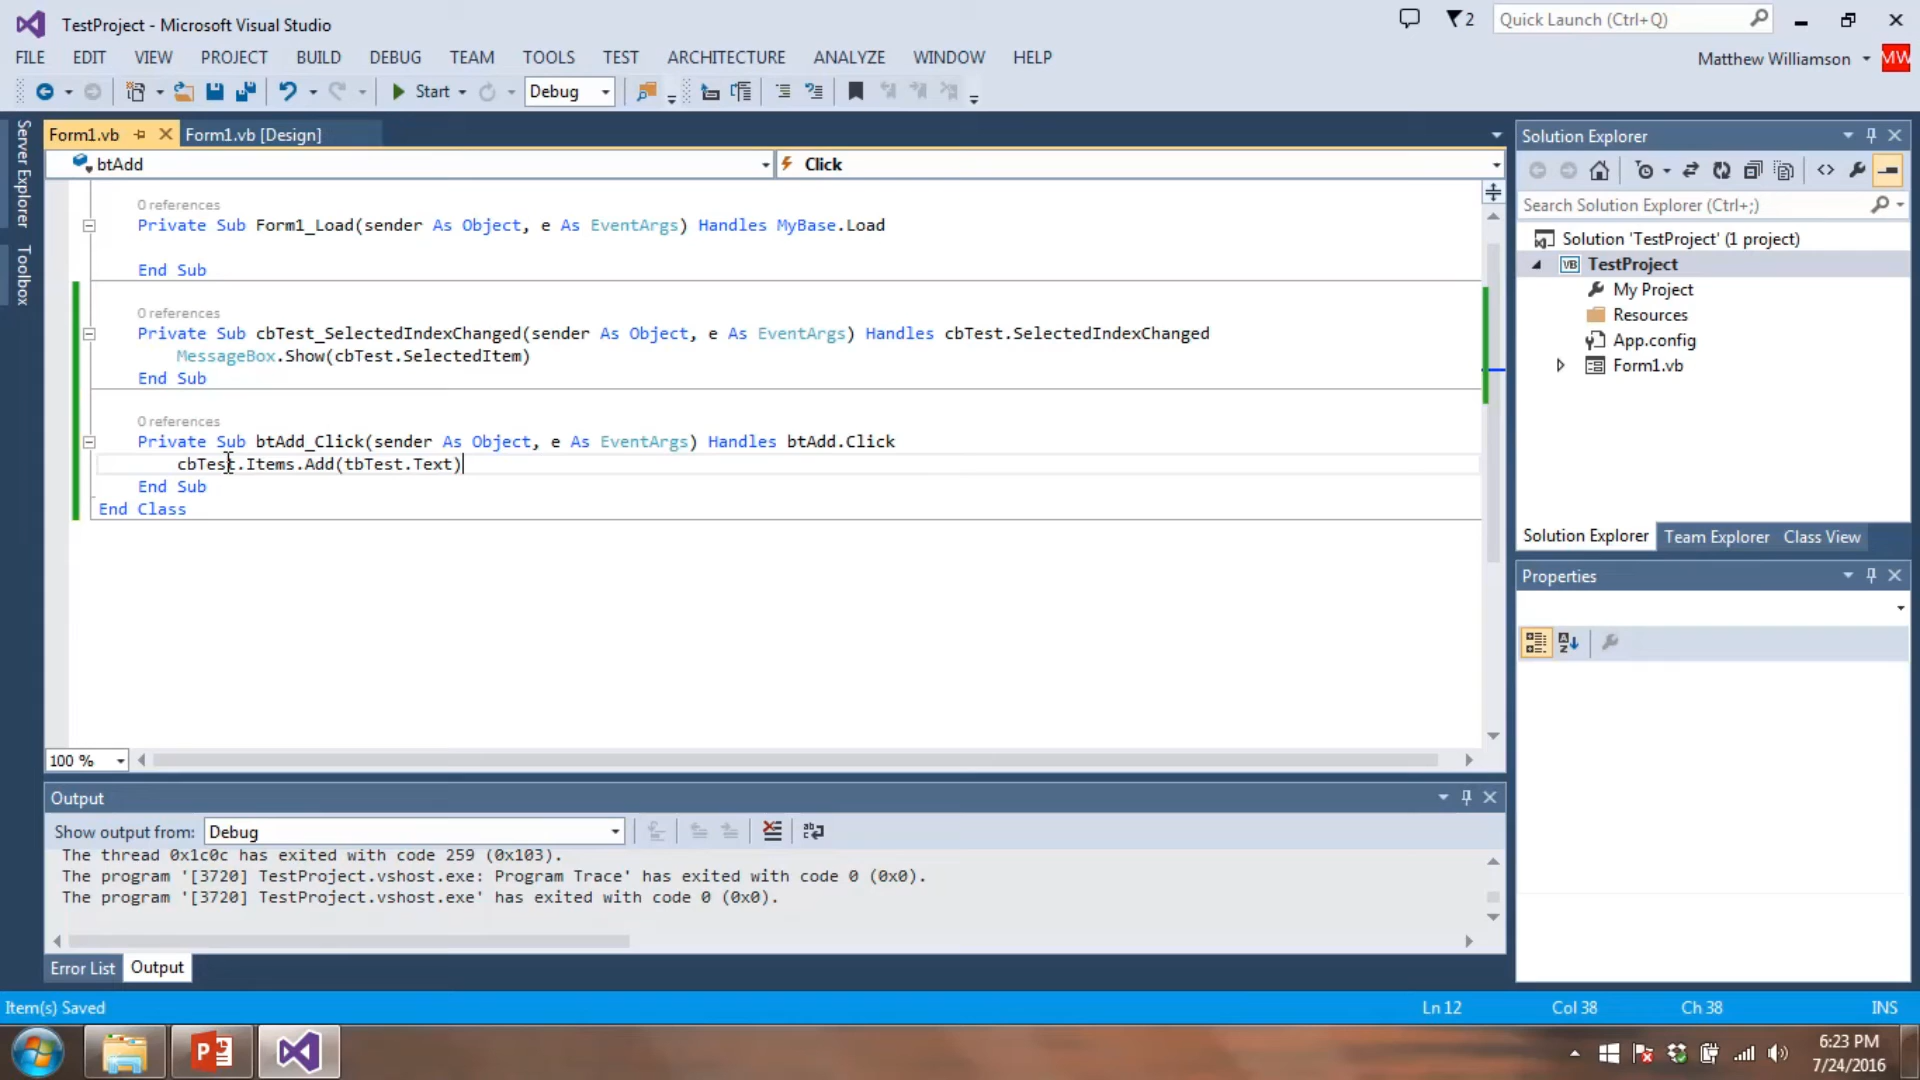 TestProject - Microsoft Visual Studio
2
Quick Launch (Ctrl+Q)
FILE EDIT VIEW PROJECT BUILD DEBUG TEAM TOOLS TEST ARCHITECTURE ANALYZE WINDOW HELP
Matthew Williamson
MW
Start
Debug
Server Explorer
Toolbox
Form1.vb
Form1.vb [Design]
btAdd
Click
0 references
Private Sub Form1_Load(sender As Object, e As EventArgs) Handles MyBase.Load
End Sub
0 references
Private Sub cbTest_SelectedIndexChanged(sender As Object, e As EventArgs) Handles cbTest.SelectedIndexChanged
MessageBox.Show(cbTest.SelectedItem)
End Sub
0 references
Private Sub btAdd_Click(sender As Object, e As EventArgs) Handles btAdd.Click
cbTest.Items.Add(tbTest.Text)
End Sub
End Class
100 %
Solution Explorer
Search Solution Explorer (Ctrl+;)
Solution 'TestProject' (1 project)
VB TestProject
My Project
Resources
App.config
Form1.vb
Solution Explorer Team Explorer Class View
Properties
Output
Show output from: Debug
The thread 0x1c0c has exited with code 259 (0x103).
The program '[3720] TestProject.vshost.exe: Program Trace' has exited with code 0 (0x0).
The program '[3720] TestProject.vshost.exe' has exited with code 0 (0x0).
Error List Output
Item(s) Saved
Ln 12 Col 38 Ch 38 INS
6:23 PM
7/24/2016